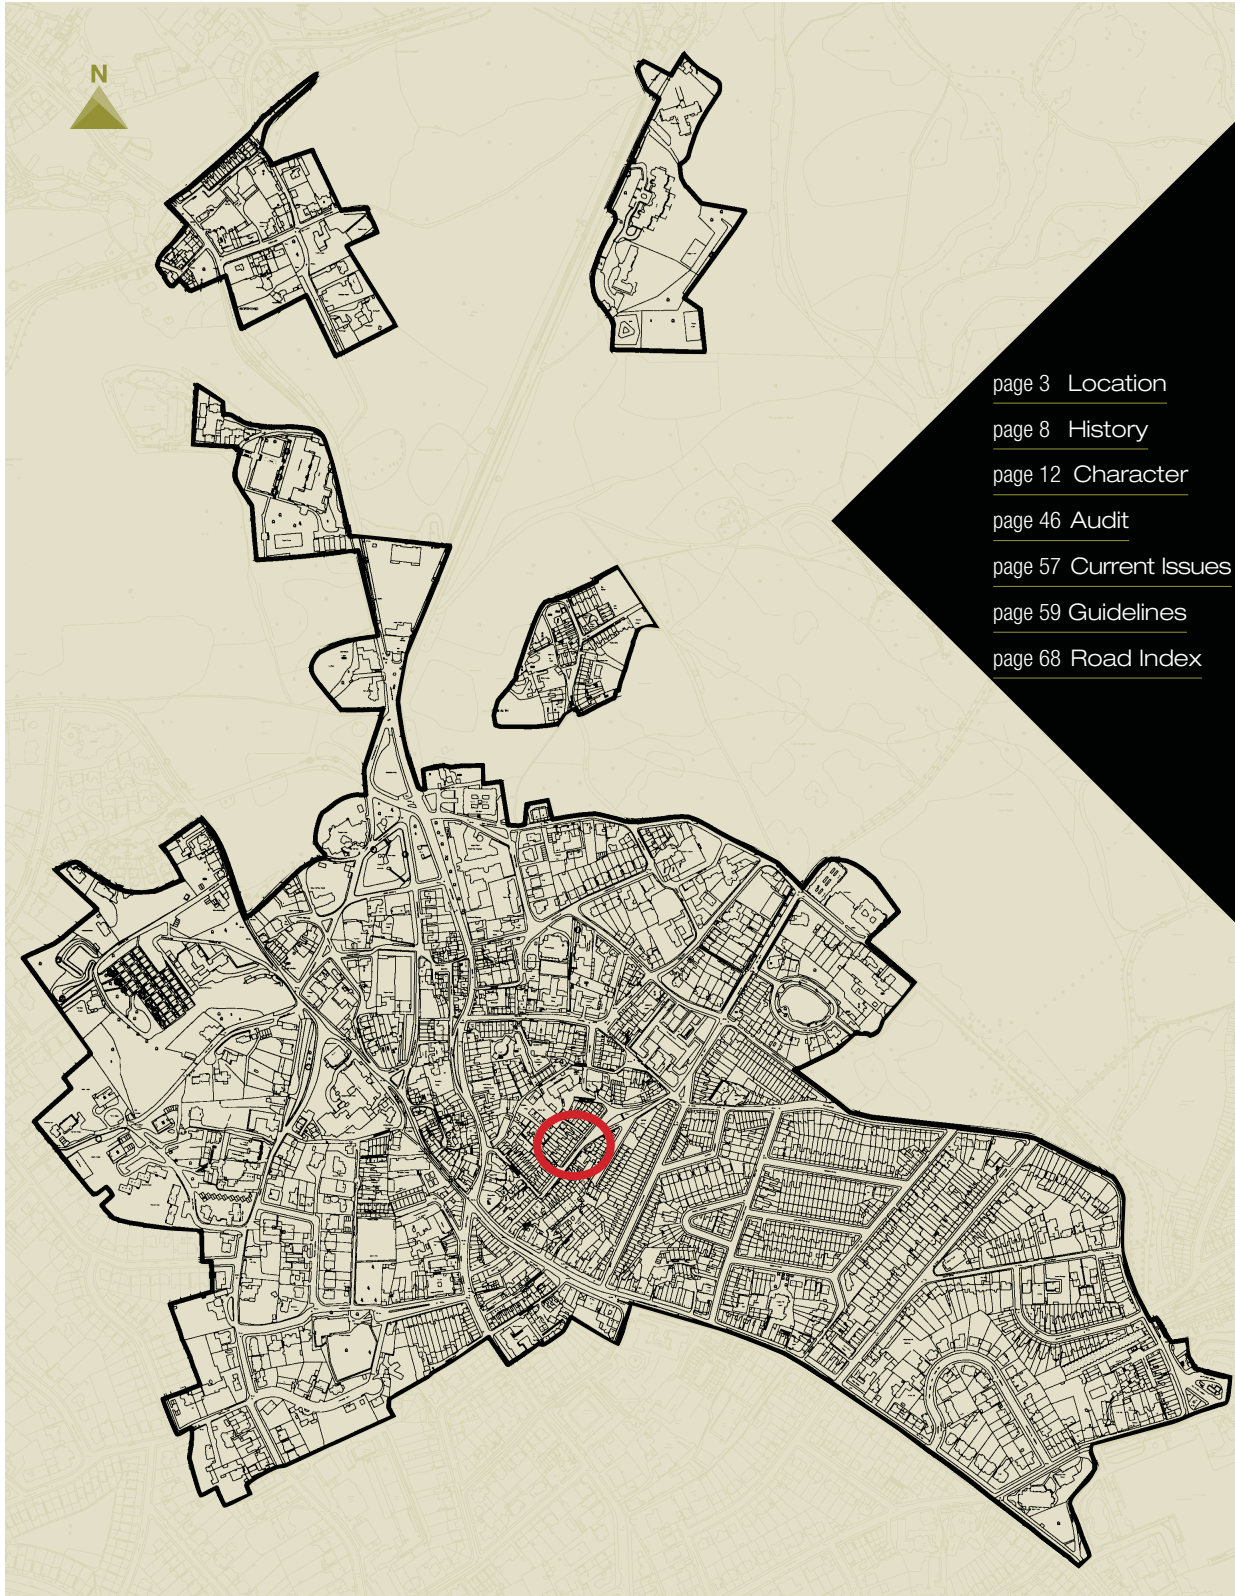 N
page 3 Location
page 8 History
page 12 Character
page 46 Audit
page 57 Current Issues
page 59 Guidelines
page 68 Road Index